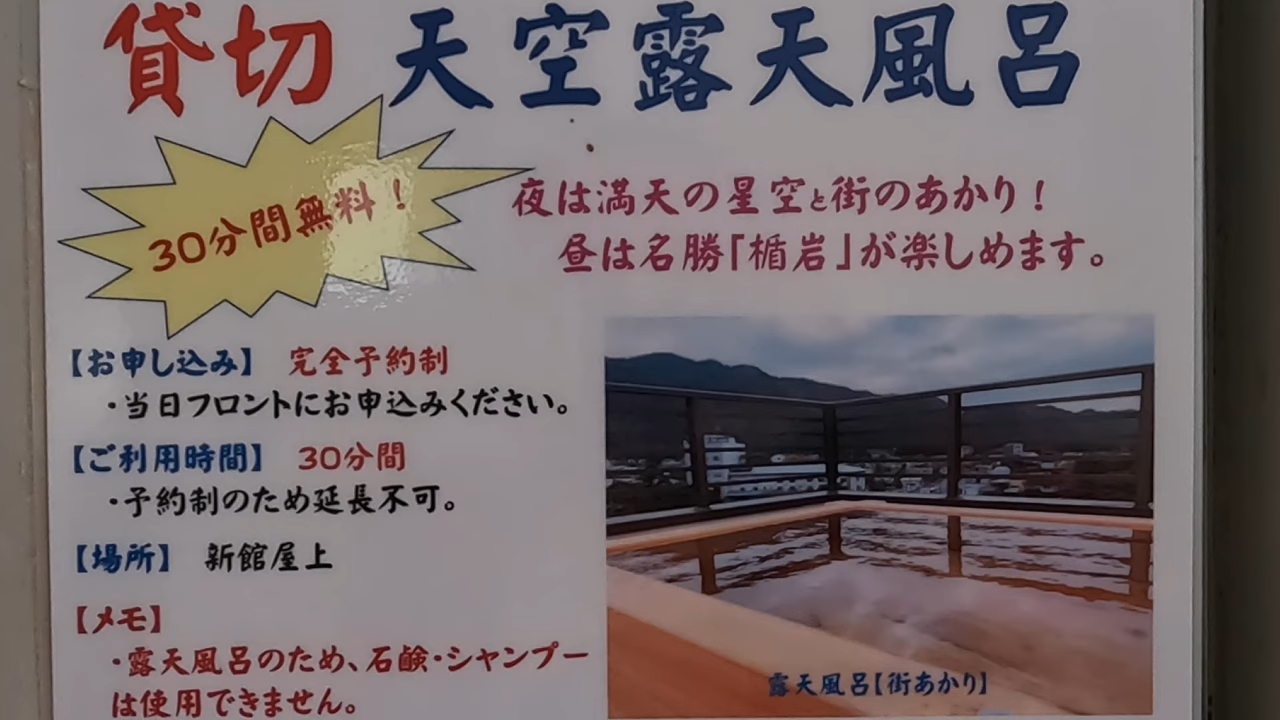 貸切 天空露天風呂
30分間無料！
夜は満天の星空と街のあかり！
昼は名勝「楯岩」が楽しめます。
【お申し込み】 完全予約制
・当日フロントにお申込みください。
【ご利用時間】 30分間
・予約制のため延長不可。
【場所】 新館屋上
【メモ】
・露天風呂のため、石鹸・シャンプー
は使用できません。
露天風呂【街あかり】